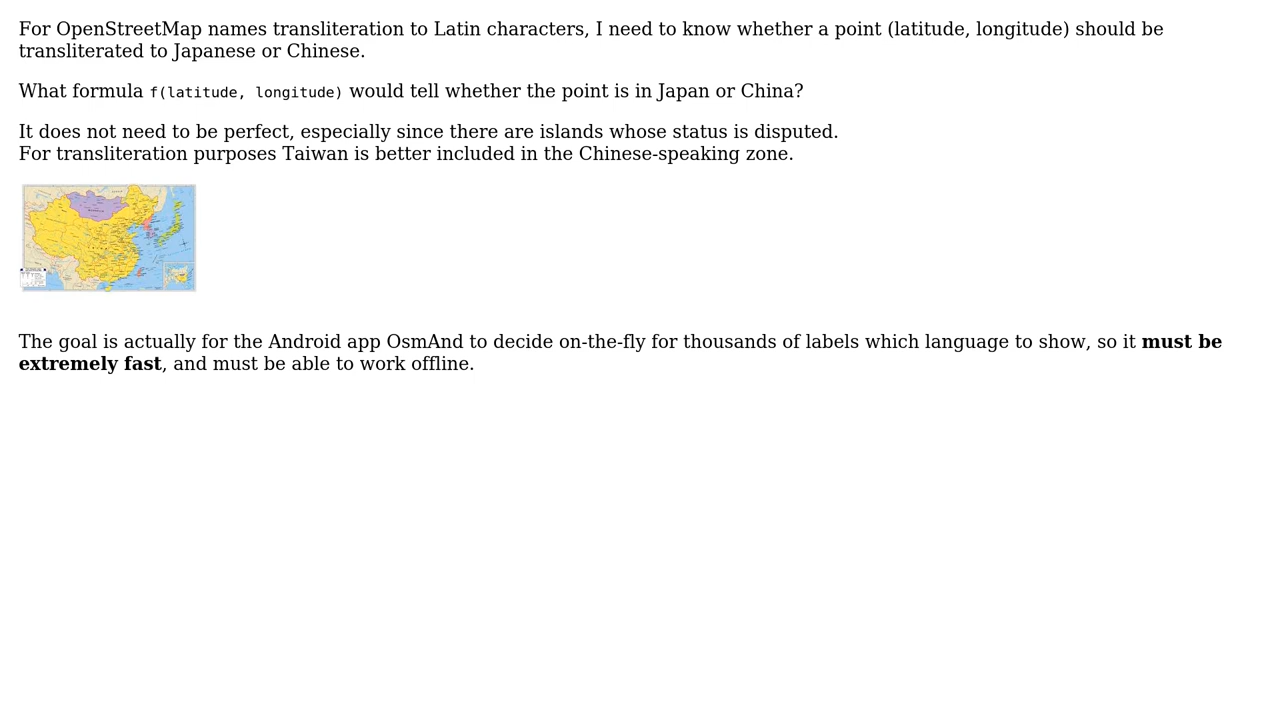 For OpenStreetMap names transliteration to Latin characters, I need to know whether a point (latitude, longitude) should be
transliterated to Japanese or Chinese.
What formula f(latitude, longitude) would tell whether the point is in Japan or China?
It does not need to be perfect, especially since there are islands whose status is disputed.
For transliteration purposes Taiwan is better included in the Chinese-speaking zone.
The goal is actually for the Android app OsmAnd to decide on-the-fly for thousands of labels which language to show, so it must be
extremely fast, and must be able to work offline.